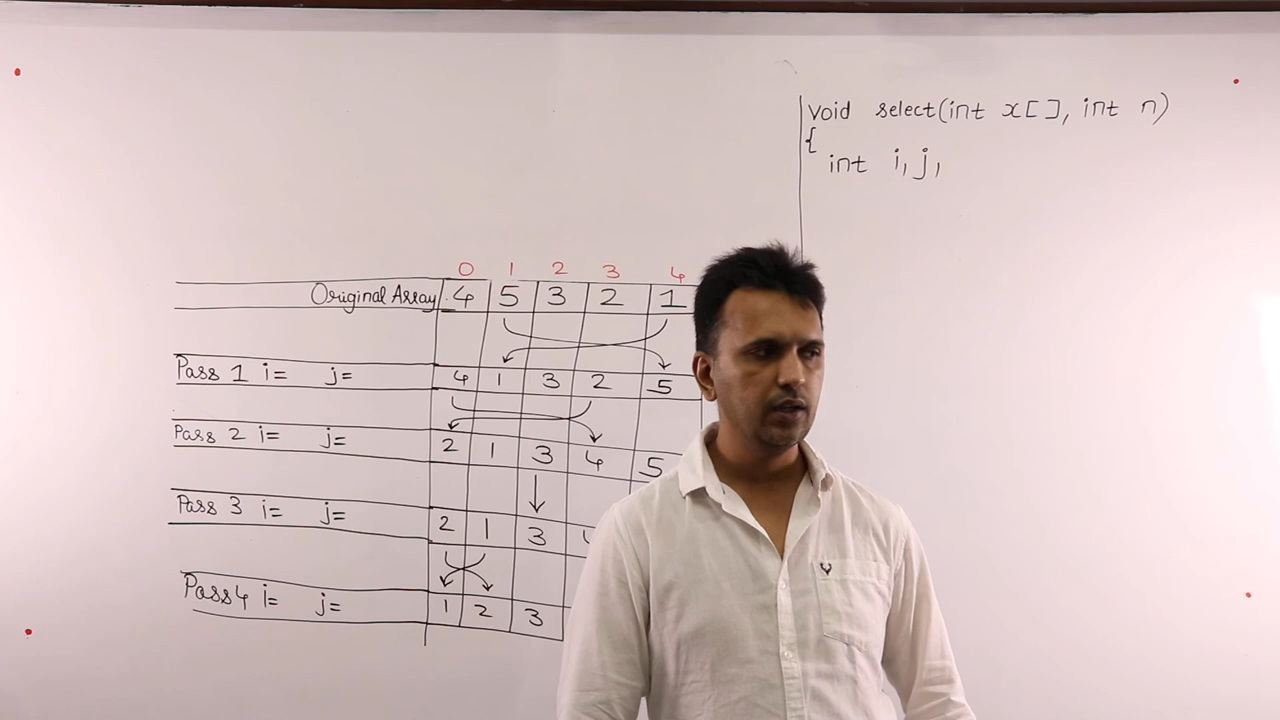 void select(int x[], int n)
{
int i, j,
0 1 2 3 4
Original Array 4 5 3 2 1
Pass 1 i= j= 4 1 3 2 5
Pass 2 i= j= 2 1 3 4 5
Pass 3 i= j= 2 1 3
Pass 4 i= j= 1 2 3